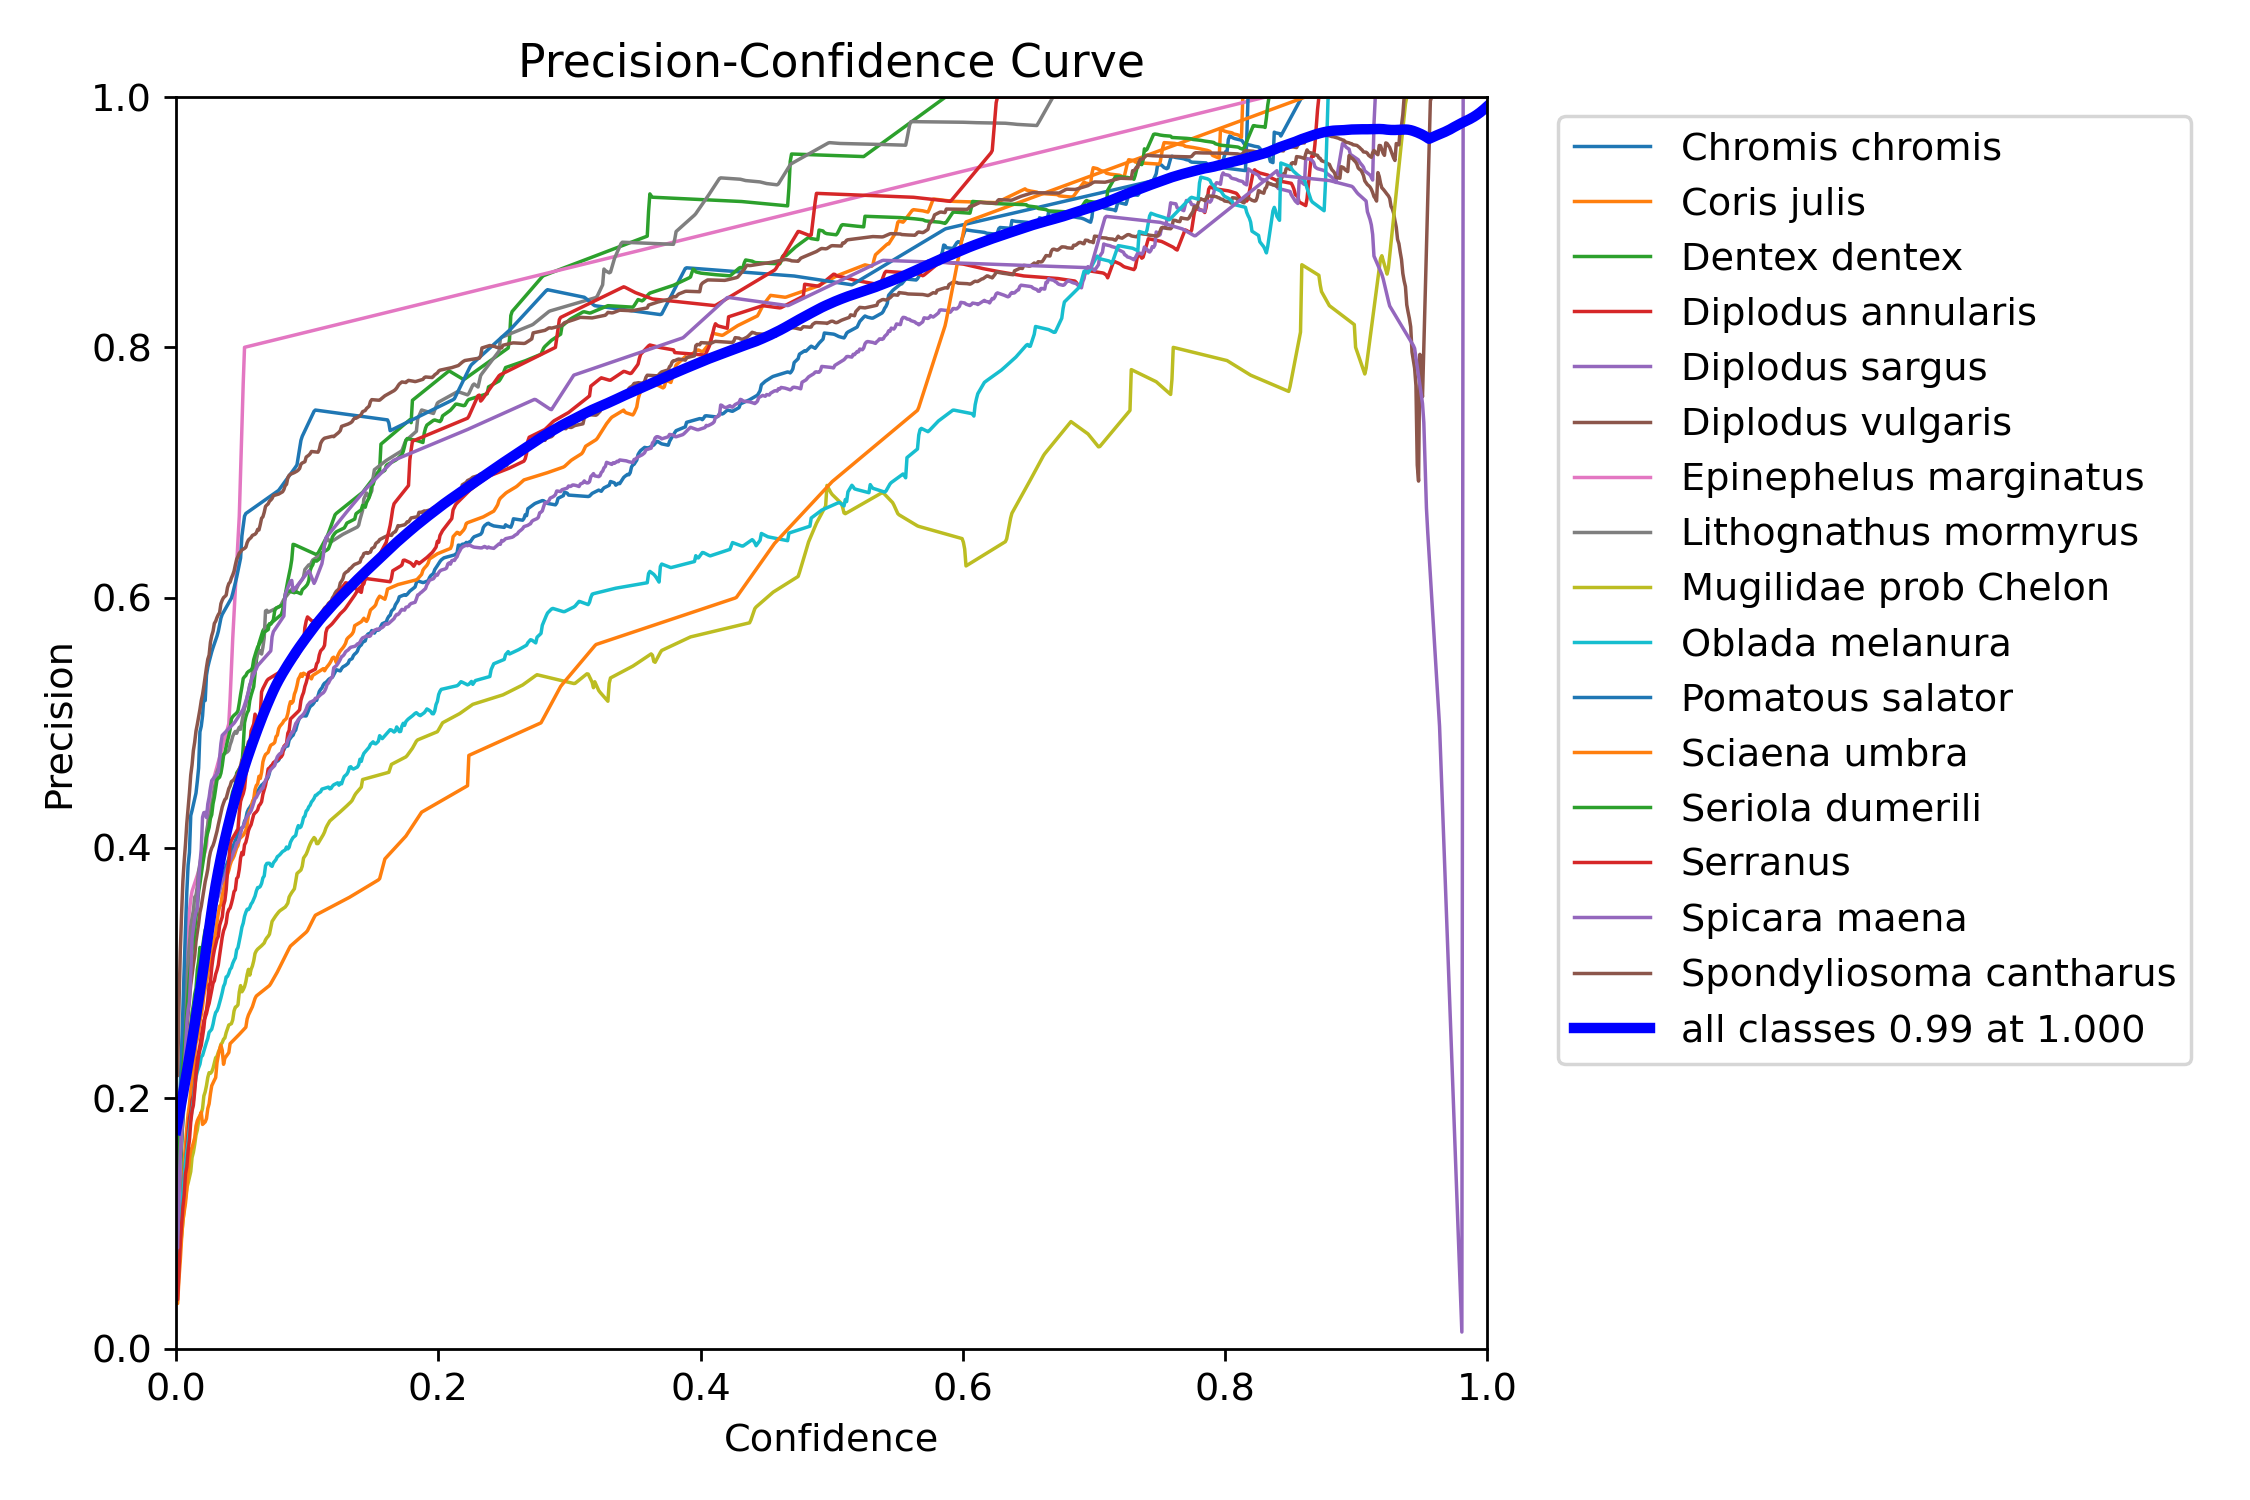 Precision-Confidence Curve
1.0
0.8
0.6
0.4
0.2
0.0
Precision
0.0 0.2 0.4 0.6 0.8 1.0
Confidence
Chromis chromis
Coris julis
Dentex dentex
Diplodus annularis
Diplodus sargus
Diplodus vulgaris
Epinephelus marginatus
Lithognathus mormyrus
Mugilidae prob Chelon
Oblada melanura
Pomatous salator
Sciaena umbra
Seriola dumerili
Serranus
Spicara maena
Spondyliosoma cantharus
all classes 0.99 at 1.000